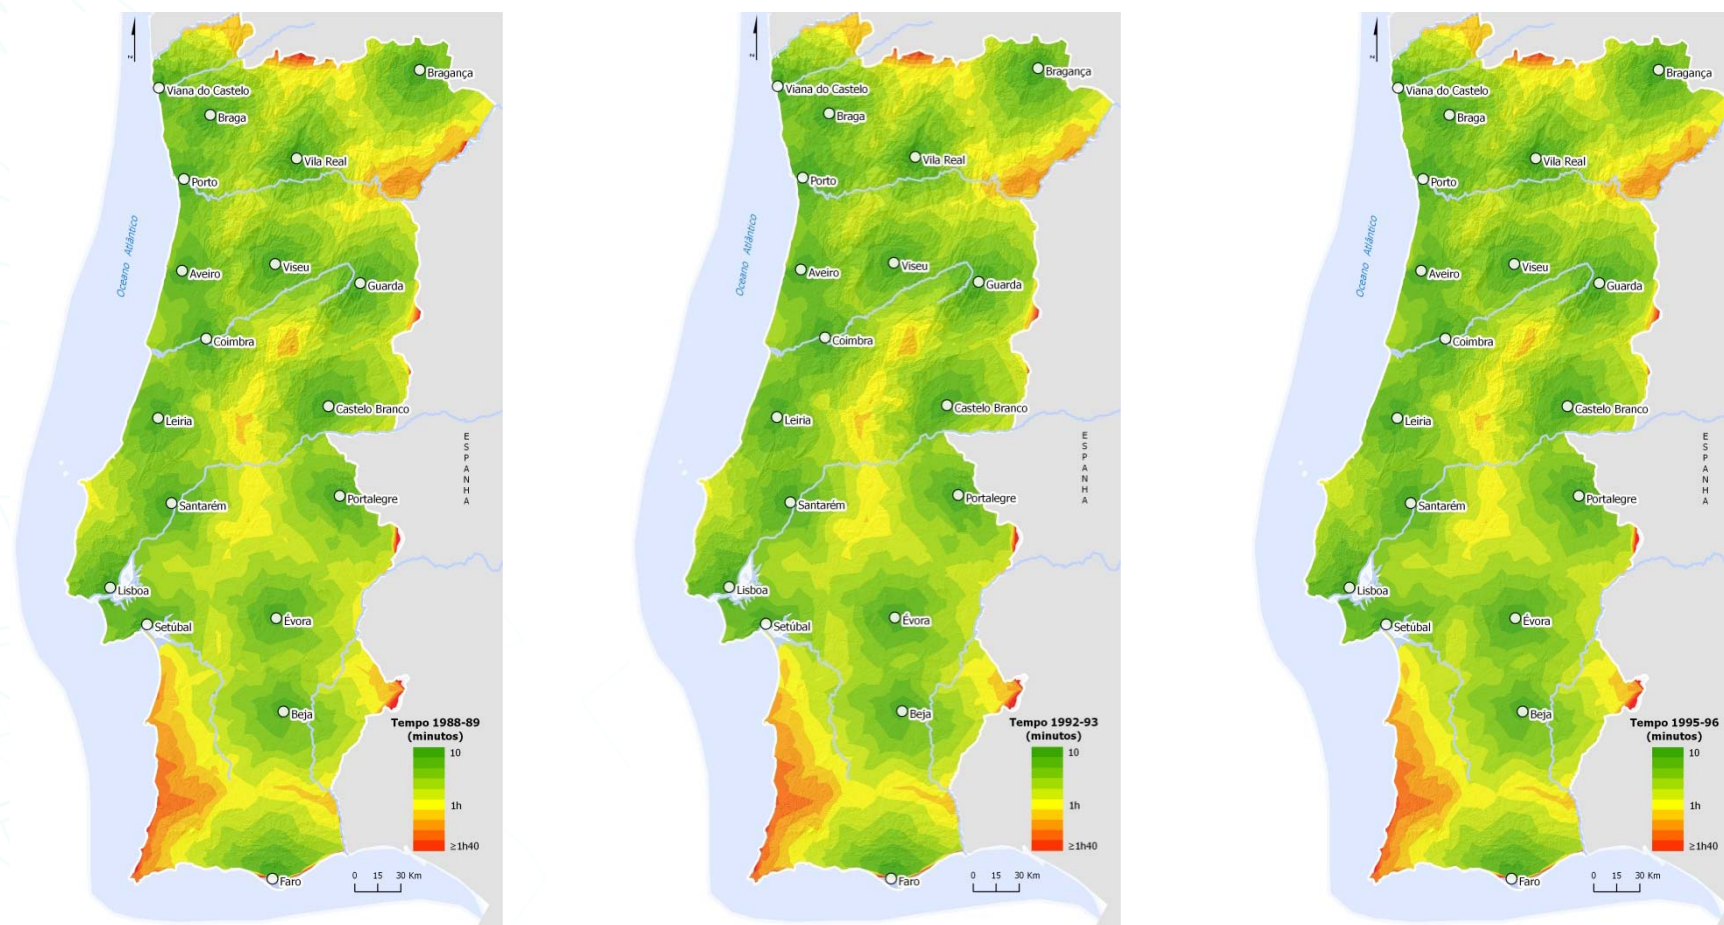 N
Bragança
Viana do Castelo
Braga
Vila Real
Porto
Oceano Atlântico
Aveiro
Viseu
Guarda
Coimbra
Castelo Branco
Leiria
ESPANHA
Portalegre
Santarém
Lisboa
Évora
Setúbal
Beja
Tempo 1988-89
(minutos)
10
1h
≥1h40
Faro
0 15 30 Km
N
Bragança
Viana do Castelo
Braga
Vila Real
Porto
Oceano Atlântico
Aveiro
Viseu
Guarda
Coimbra
Castelo Branco
Leiria
ESPANHA
Portalegre
Santarém
Lisboa
Évora
Setúbal
Beja
Tempo 1992-93
(minutos)
10
1h
≥1h40
Faro
0 15 30 Km
N
Bragança
Viana do Castelo
Braga
Vila Real
Porto
Oceano Atlântico
Aveiro
Viseu
Guarda
Coimbra
Castelo Branco
Leiria
ESPANHA
Portalegre
Santarém
Lisboa
Évora
Setúbal
Beja
Tempo 1995-96
(minutos)
10
1h
≥1h40
Faro
0 15 30 Km